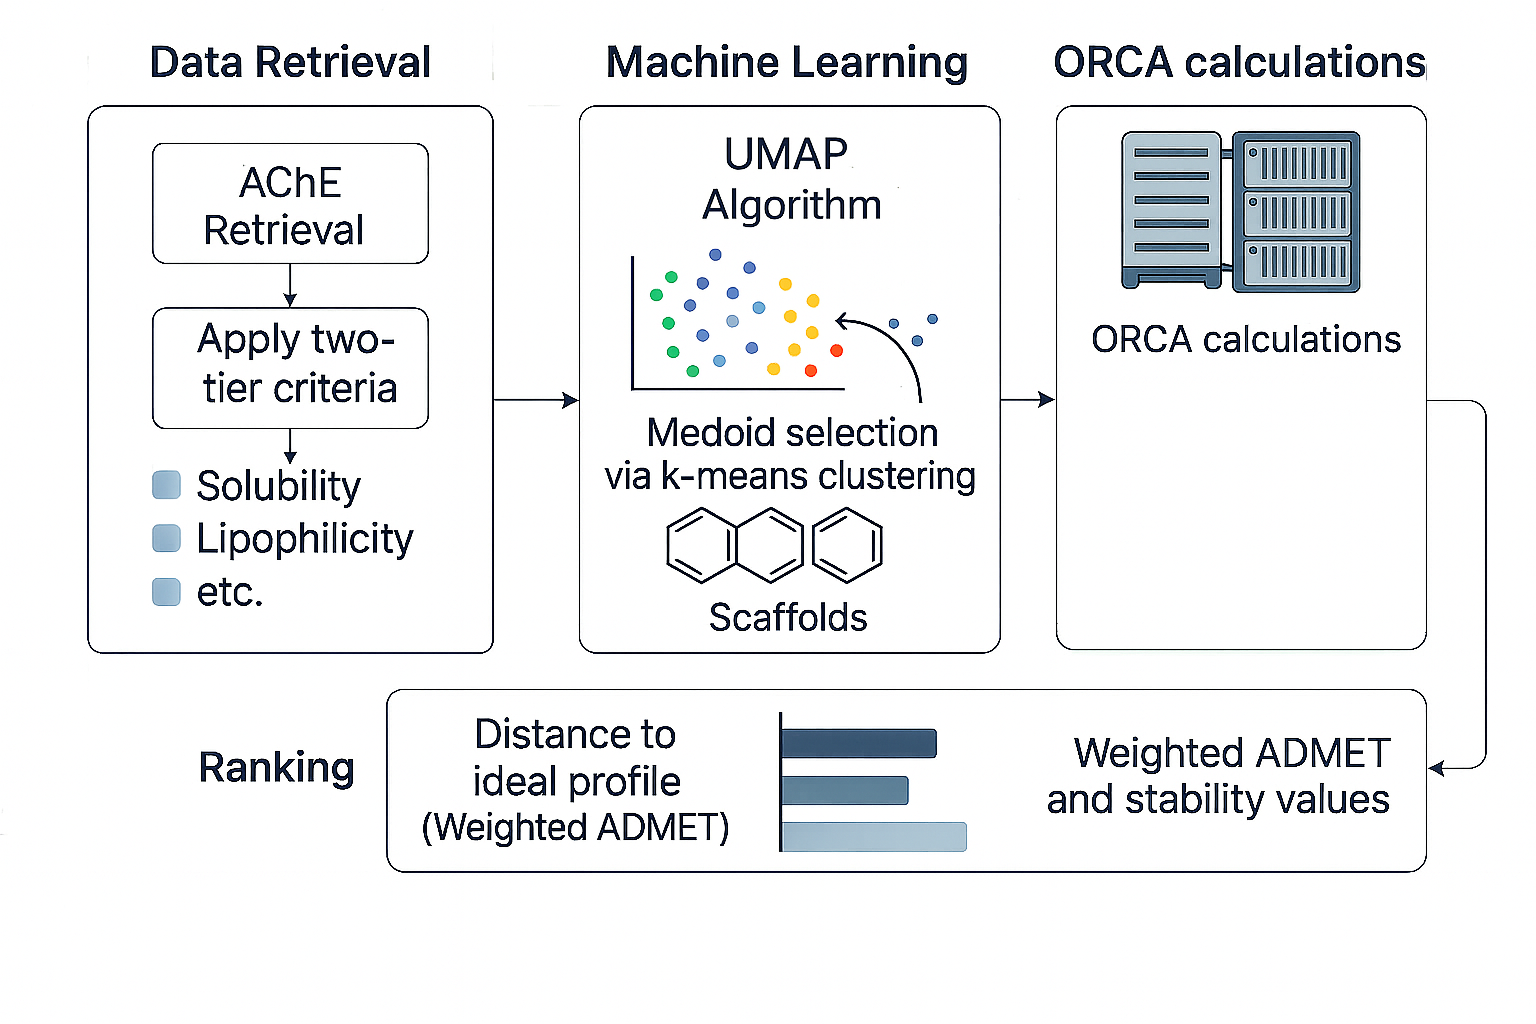 Data Retrieval
AChE
Retrieval
Apply two-
tier criteria
Solubility
Lipophilicity
etc.
Machine Learning
UMAP
Algorithm
Medoid selection
via k-means clustering
Scaffolds
ORCA calculations
ORCA calculations
Ranking
Distance to
ideal profile
(Weighted ADMET)
Weighted ADMET
and stability values